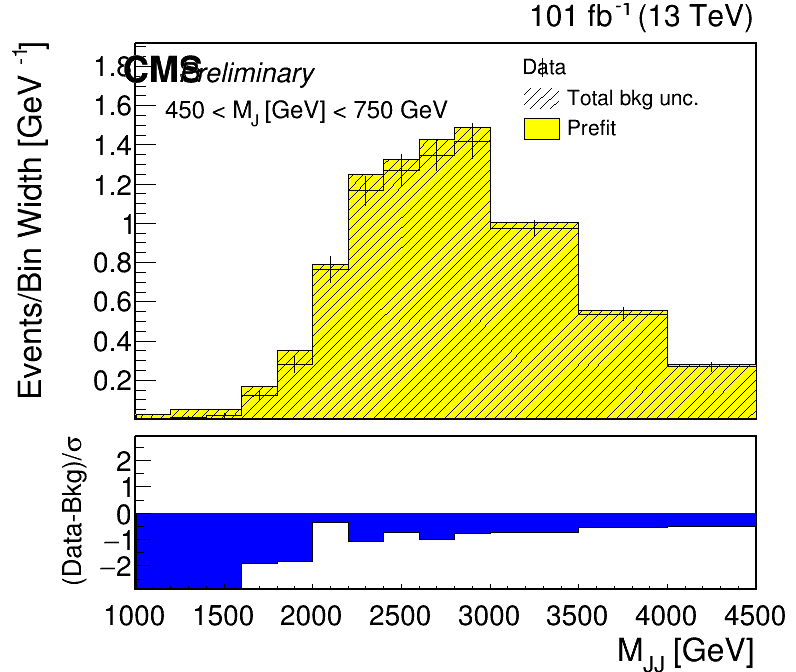 101 fb⁻¹ (13 TeV)
CMS Preliminary
450 < M_J [GeV] < 750 GeV
Data
Total bkg unc.
Prefit
Events/Bin Width [GeV⁻¹]
1.8
1.6
1.4
1.2
1
0.8
0.6
0.4
0.2
(Data-Bkg)/σ
2
1
0
−1
−2
1000 1500 2000 2500 3000 3500 4000 4500
M_JJ [GeV]